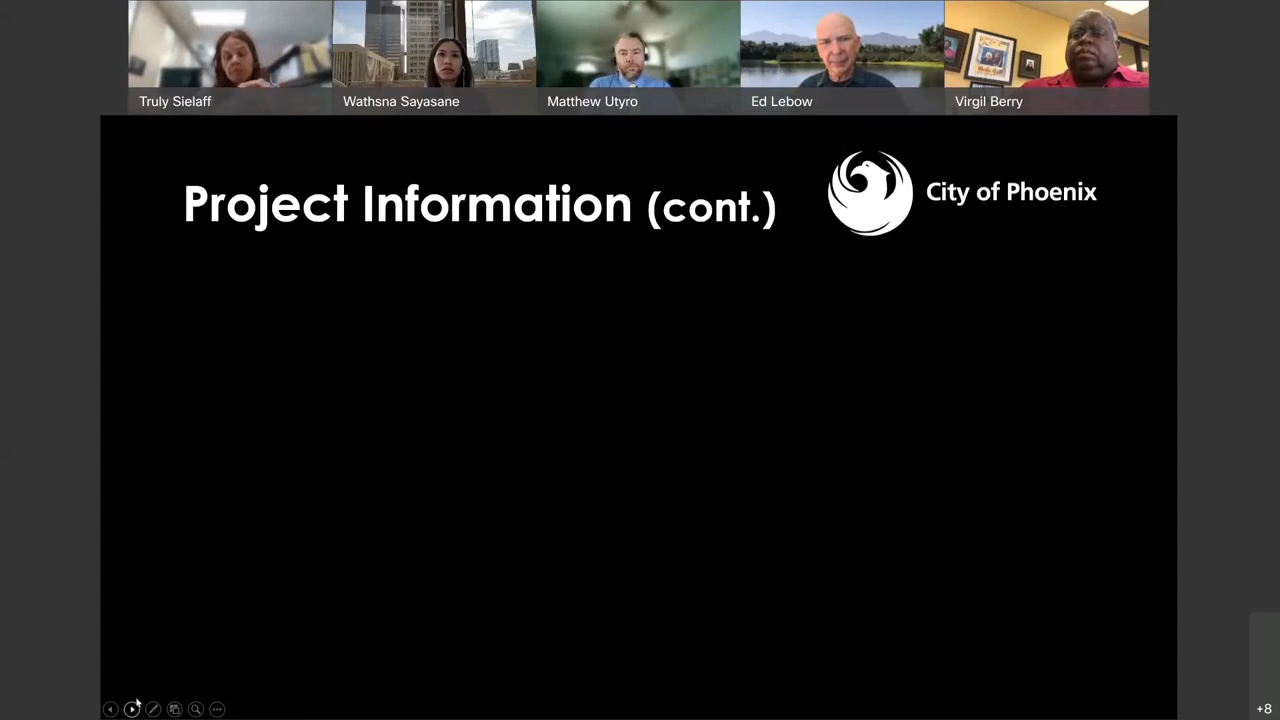 Truly Sielaff
Wathsna Sayasane
Matthew Utyro
Ed Lebow
Virgil Berry
Project Information (cont.)
City of Phoenix
+8